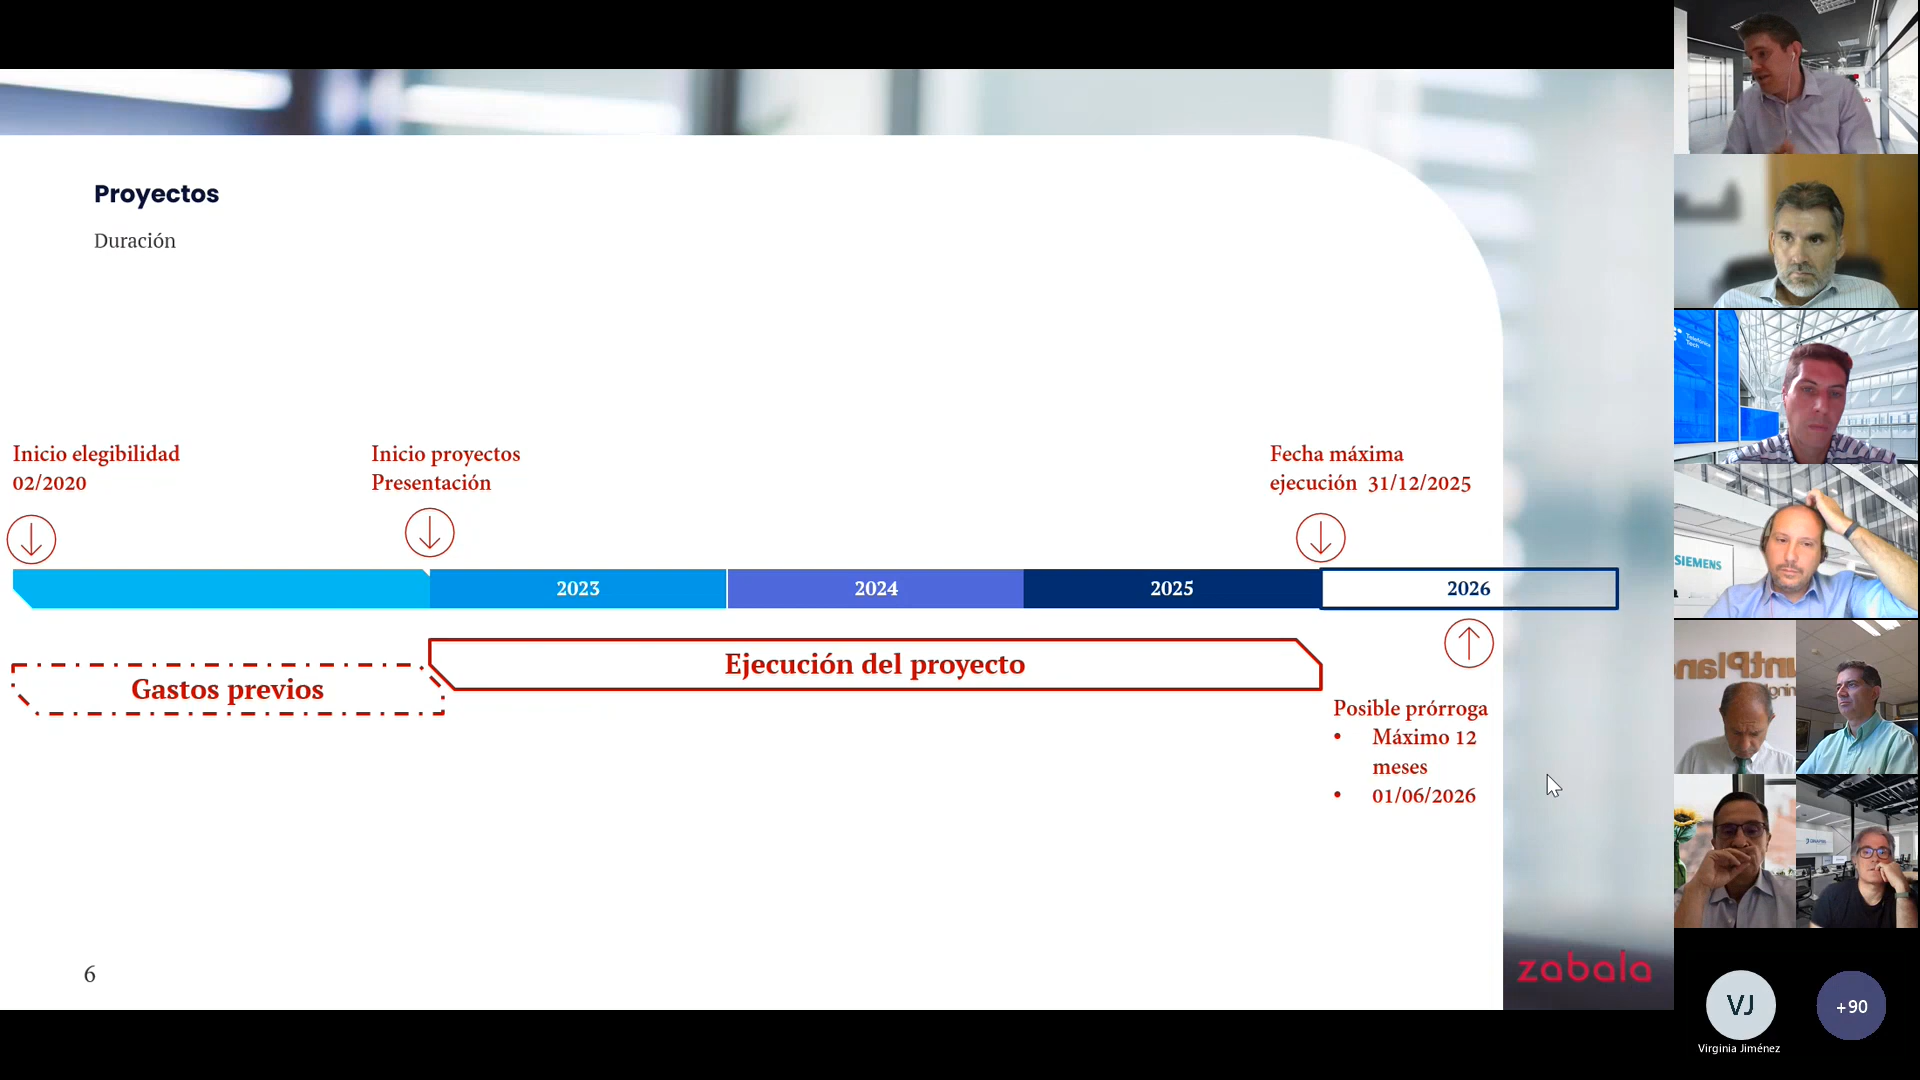 Proyectos
Duración
Inicio elegibilidad
02/2020
Inicio proyectos
Presentación
Fecha máxima
ejecución 31/12/2025
2023
2024
2025
2026
Ejecución del proyecto
Gastos previos
Posible prórroga
• Máximo 12
meses
• 01/06/2026
6
zabala
Telefónica
Tech
SIEMENS
VJ
+90
Virginia Jiménez